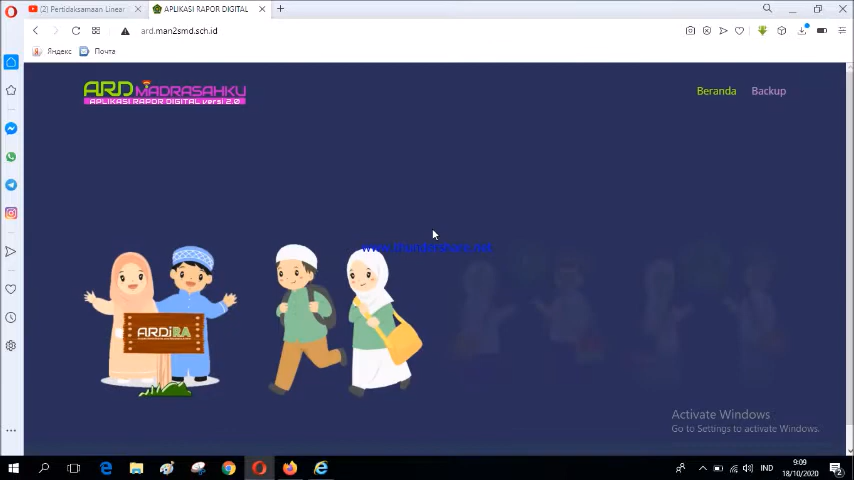 (2) Pertidaksamaan Linear
APLIKASI RAPOR DIGITAL
ard.man2smd.sch.id
Яндекс
Почта
ARD MADRASAHKU
APLIKASI RAPOR DIGITAL versi 2.0
Beranda
Backup
ARDiRA
Activate Windows
Go to Settings to activate Windows.
IND
9:09
18/10/2020
2